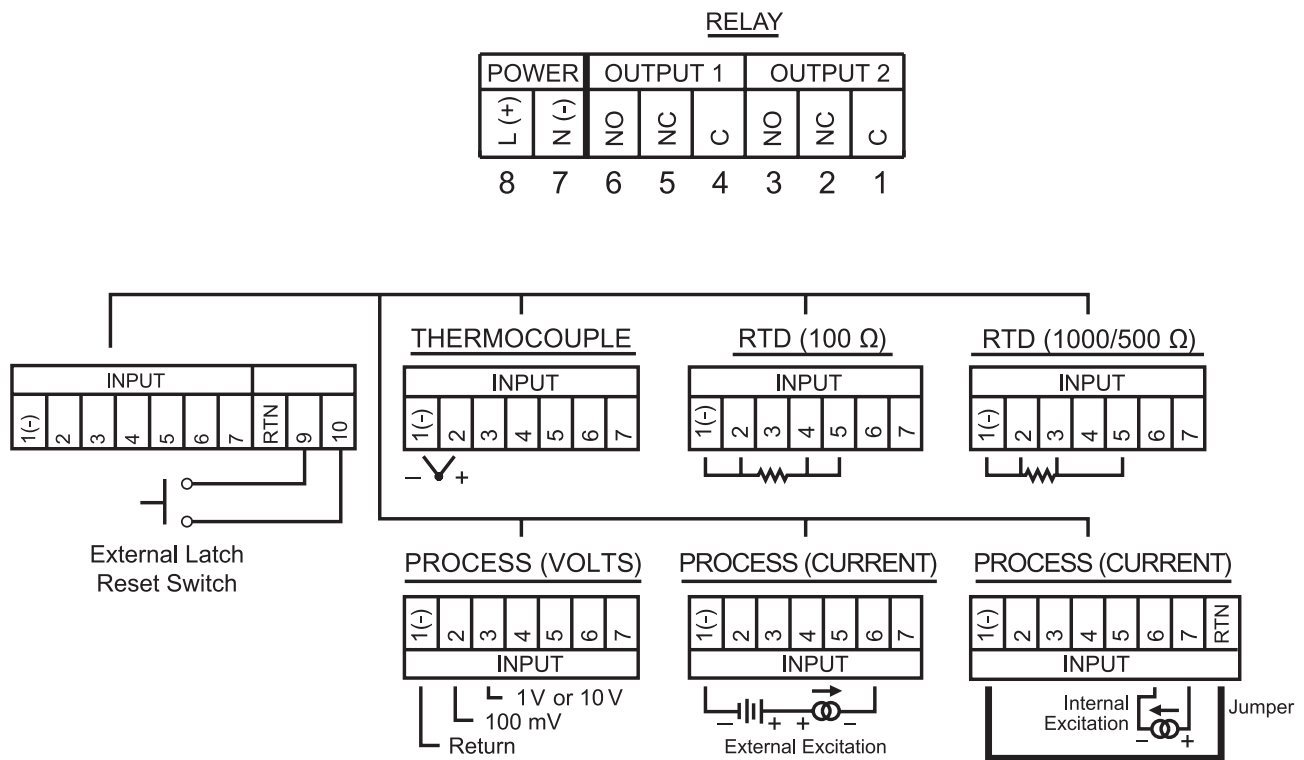 RELAY
POWER OUTPUT 1 OUTPUT 2
L (+) N (-) NO NC C NO NC C
8 7 6 5 4 3 2 1
THERMOCOUPLE RTD (100 Ω) RTD (1000/500 Ω)
INPUT INPUT INPUT INPUT
1(-) 2 3 4 5 6 7 RTN 9 10
1(-) 2 3 4 5 6 7
1(-) 2 3 4 5 6 7
1(-) 2 3 4 5 6 7
− +
External Latch
Reset Switch
PROCESS (VOLTS) PROCESS (CURRENT) PROCESS (CURRENT)
1(-) 2 3 4 5 6 7
1(-) 2 3 4 5 6 7
1(-) 2 3 4 5 6 7 RTN
INPUT INPUT INPUT
1 V or 10 V
100 mV
Return
− + + −
External Excitation
Internal
Excitation
− +
Jumper